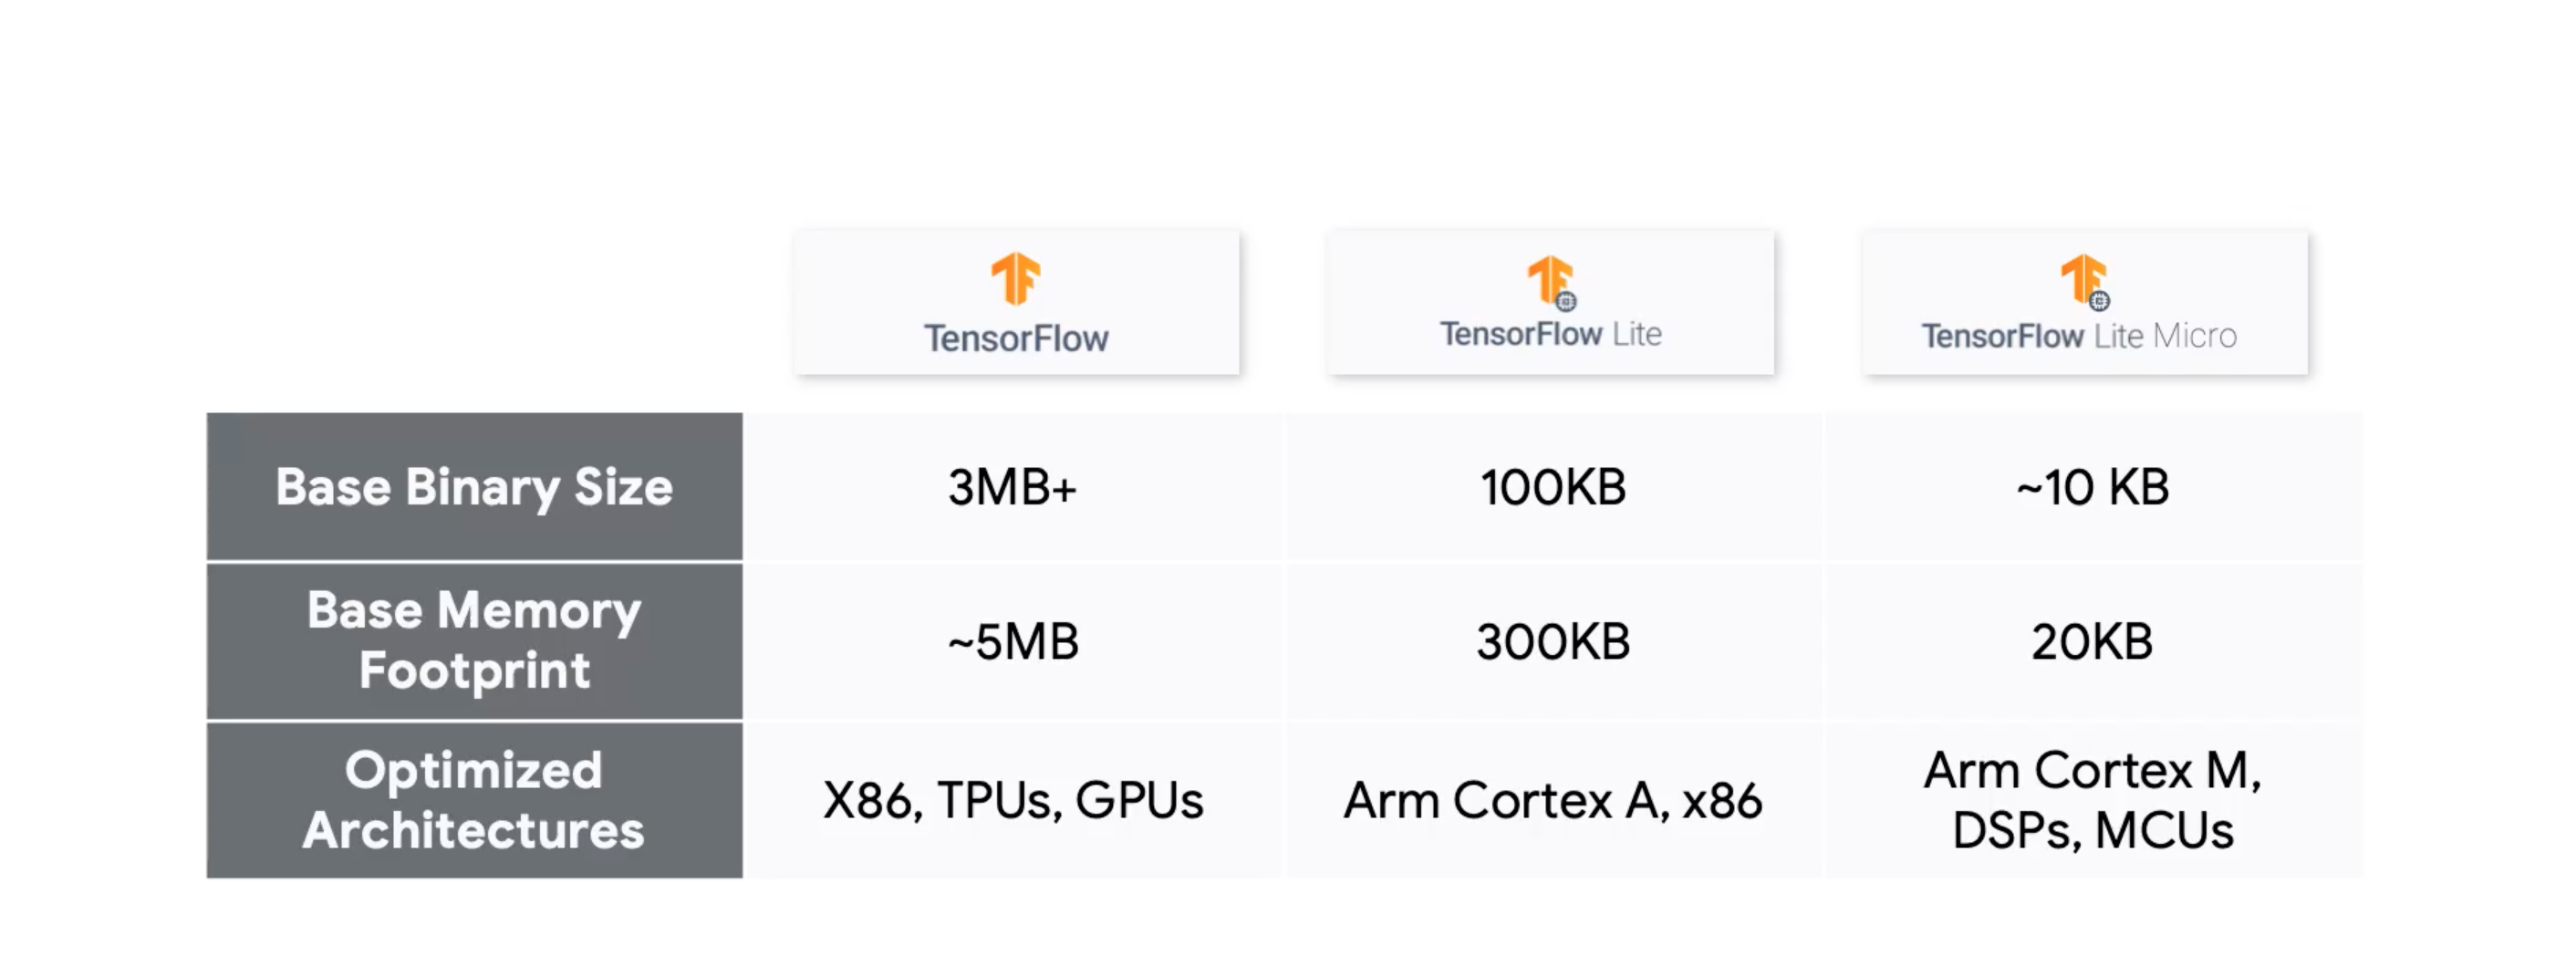 TensorFlow
TensorFlow Lite
TensorFlow Lite Micro
Base Binary Size
3MB+
100KB
~10 KB
Base Memory
Footprint
~5MB
300KB
20KB
Optimized
Architectures
X86, TPUs, GPUs
Arm Cortex A, x86
Arm Cortex M,
DSPs, MCUs